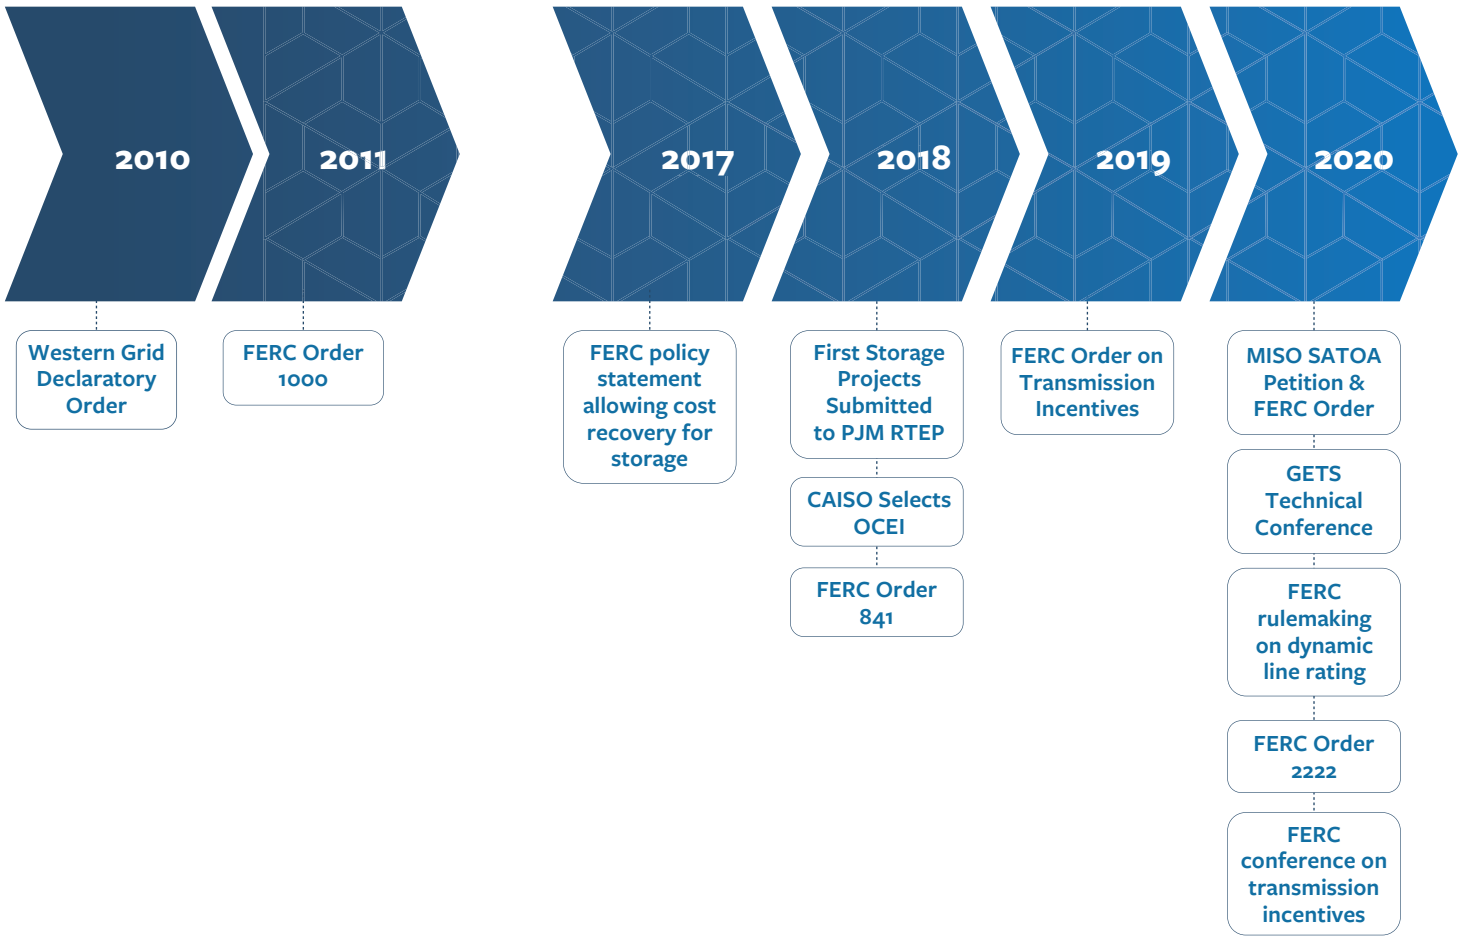 2010
2011
2017
2018
2019
2020
Western Grid
Declaratory
Order
FERC Order
1000
FERC policy
statement
allowing cost
recovery for
storage
First Storage
Projects
Submitted
to PJM RTEP
CAISO Selects
OCEI
FERC Order
841
FERC Order on
Transmission
Incentives
MISO SATOA
Petition &
FERC Order
GETS
Technical
Conference
FERC
rulemaking
on dynamic
line rating
FERC Order
2222
FERC
conference on
transmission
incentives